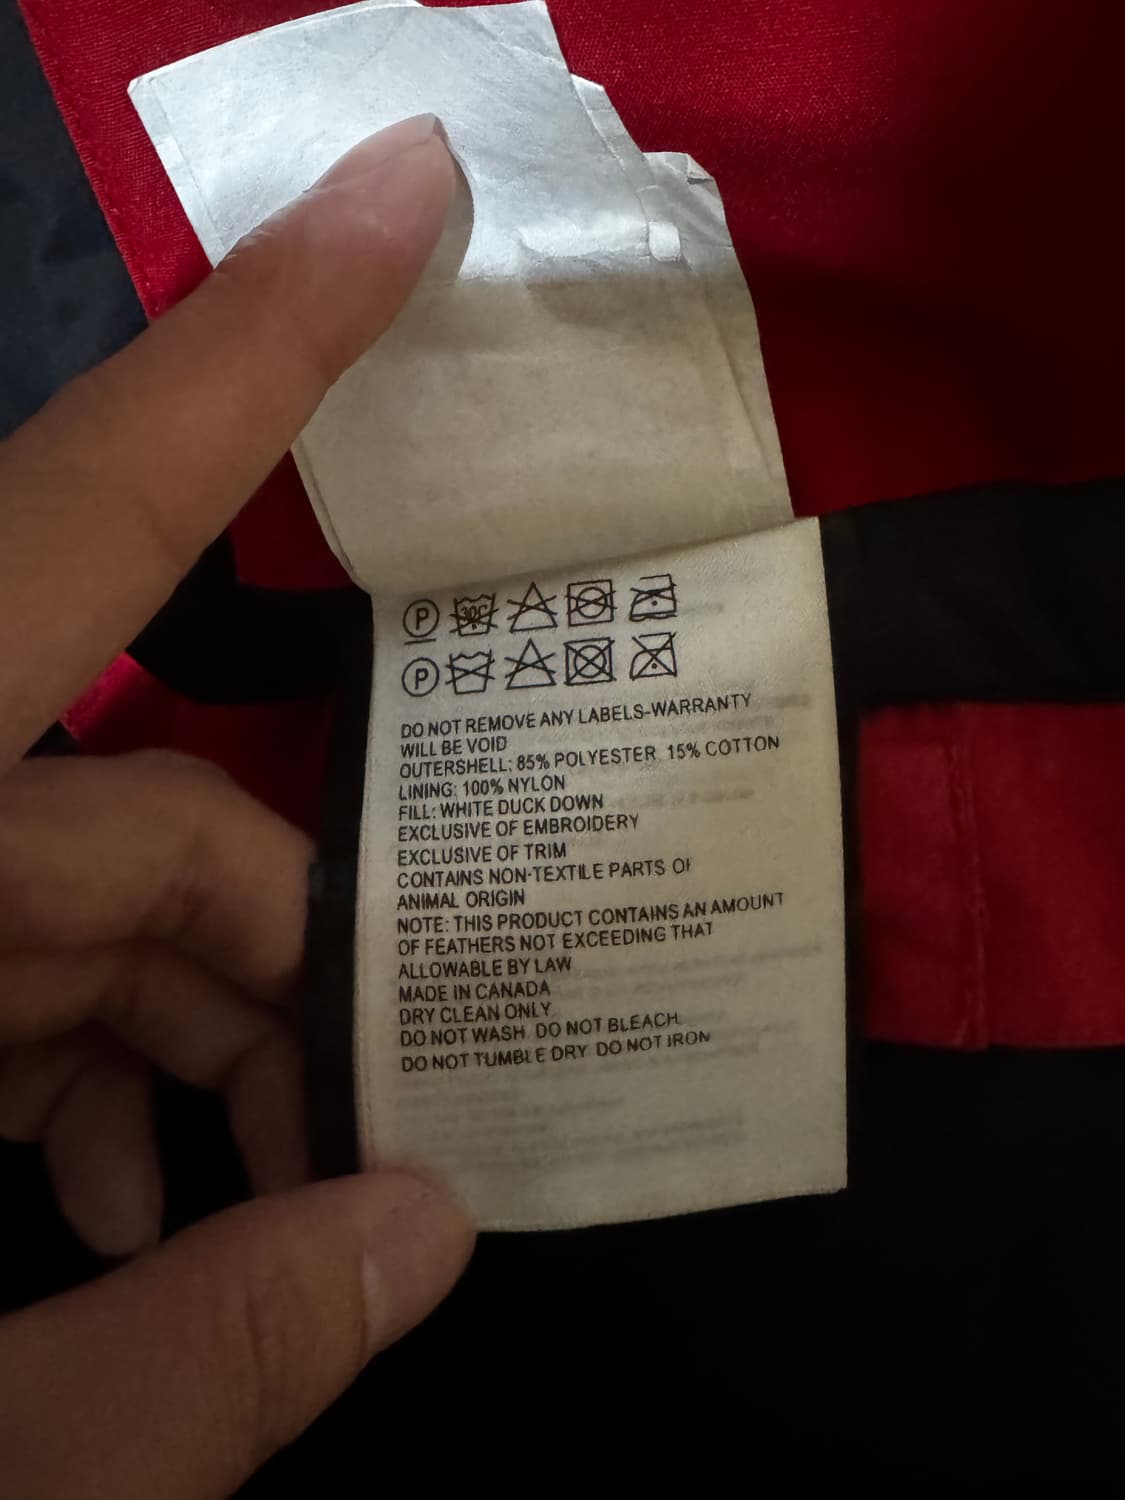 P 30C
P
DO NOT REMOVE ANY LABELS-WARRANTY
WILL BE VOID
OUTERSHELL: 85% POLYESTER 15% COTTON
LINING: 100% NYLON
FILL: WHITE DUCK DOWN
EXCLUSIVE OF EMBROIDERY
EXCLUSIVE OF TRIM
CONTAINS NON-TEXTILE PARTS OF
ANIMAL ORIGIN
NOTE: THIS PRODUCT CONTAINS AN AMOUNT
OF FEATHERS NOT EXCEEDING THAT
ALLOWABLE BY LAW
MADE IN CANADA
DRY CLEAN ONLY
DO NOT WASH DO NOT BLEACH
DO NOT TUMBLE DRY DO NOT IRON